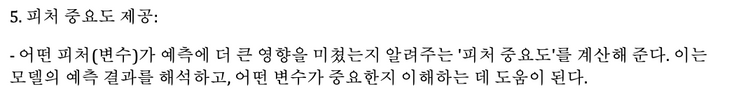 5. 피처 중요도 제공:
- 어떤 피처(변수)가 예측에 더 큰 영향을 미쳤는지 알려주는 '피처 중요도'를 계산해 준다. 이는
모델의 예측 결과를 해석하고, 어떤 변수가 중요한지 이해하는 데 도움이 된다.